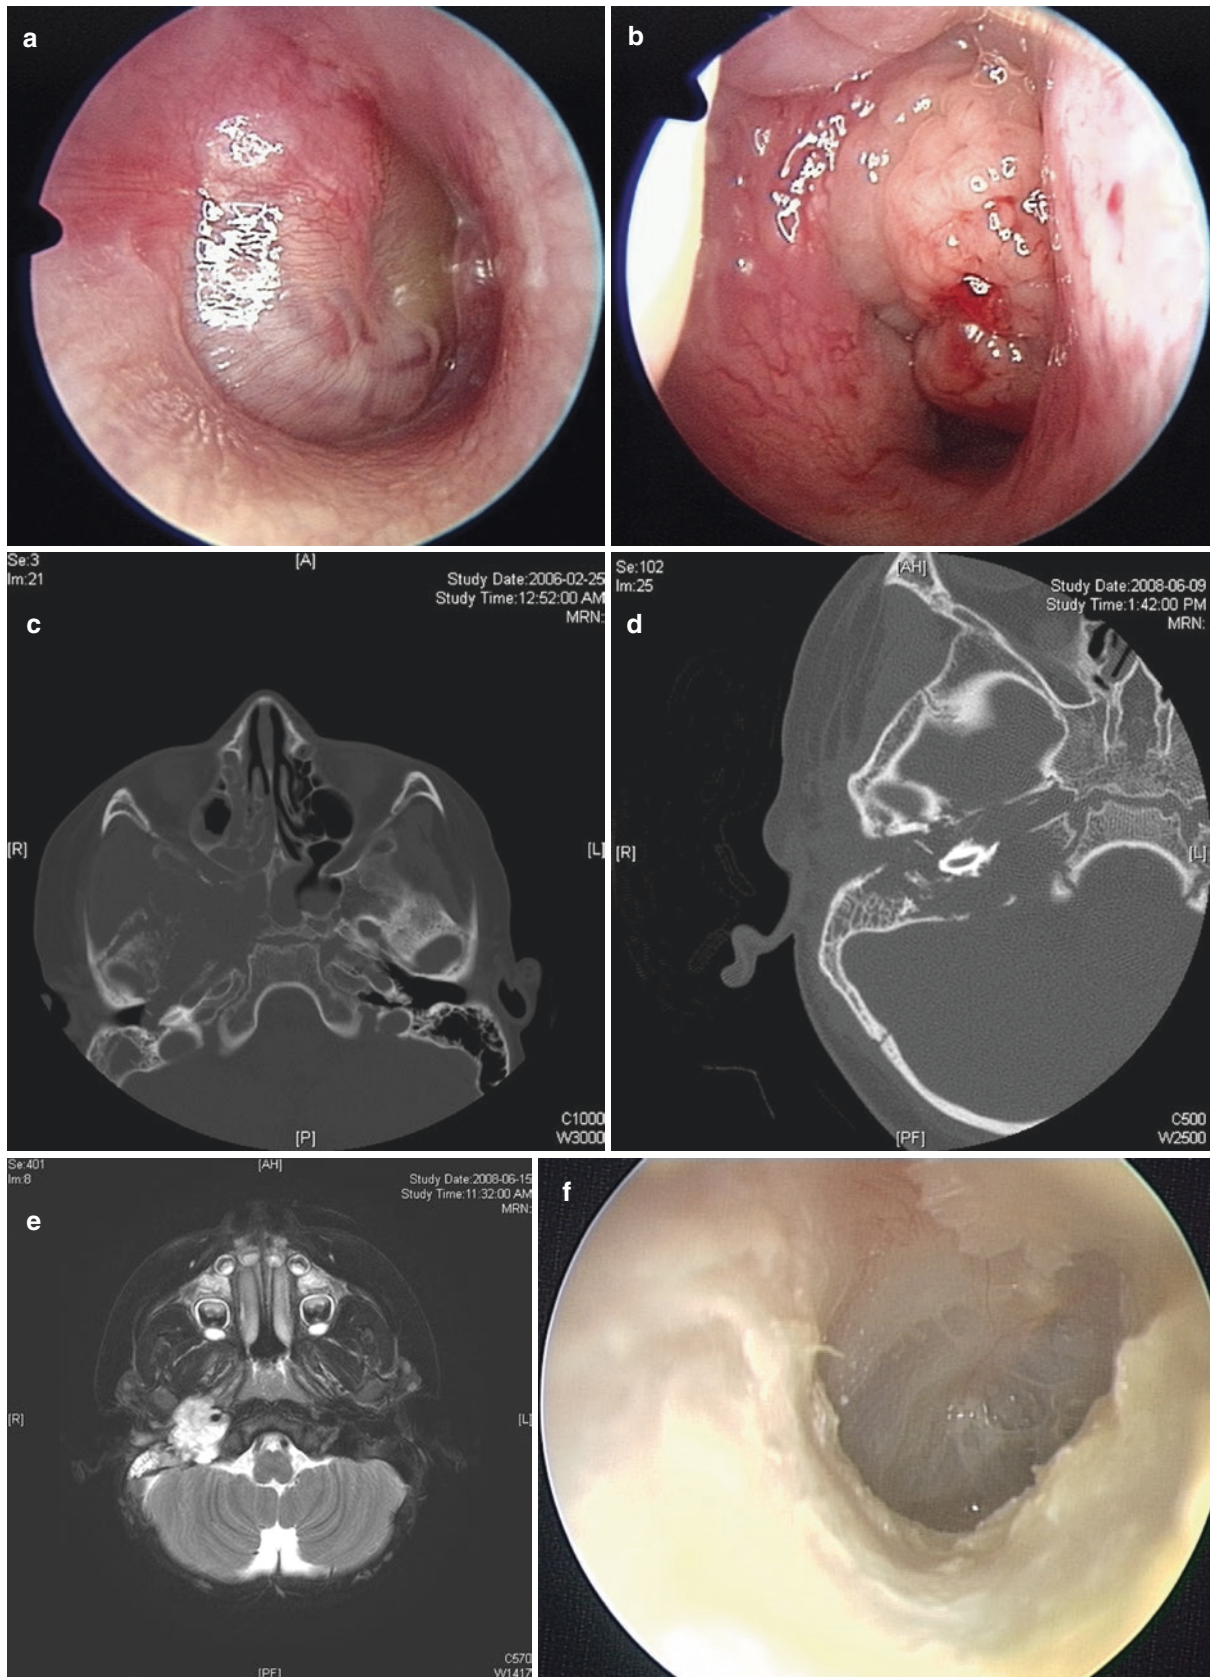 a
b
Se:3
Im:21
[A]
Study Date:2006-02-25
Study Time:12:52:00 AM
MRN:
c
[R]
[L]
C1000
W3000
[P]
Se:102
Im:25
[AH]
Study Date:2008-06-09
Study Time:1:42:00 PM
MRN:
d
[R]
[L]
C500
W2500
[PF]
Se:401
Im:8
[AH]
Study Date:2008-06-15
Study Time:11:32:00 AM
MRN:
e
[R]
[L]
C570
W1417
[PF]
f